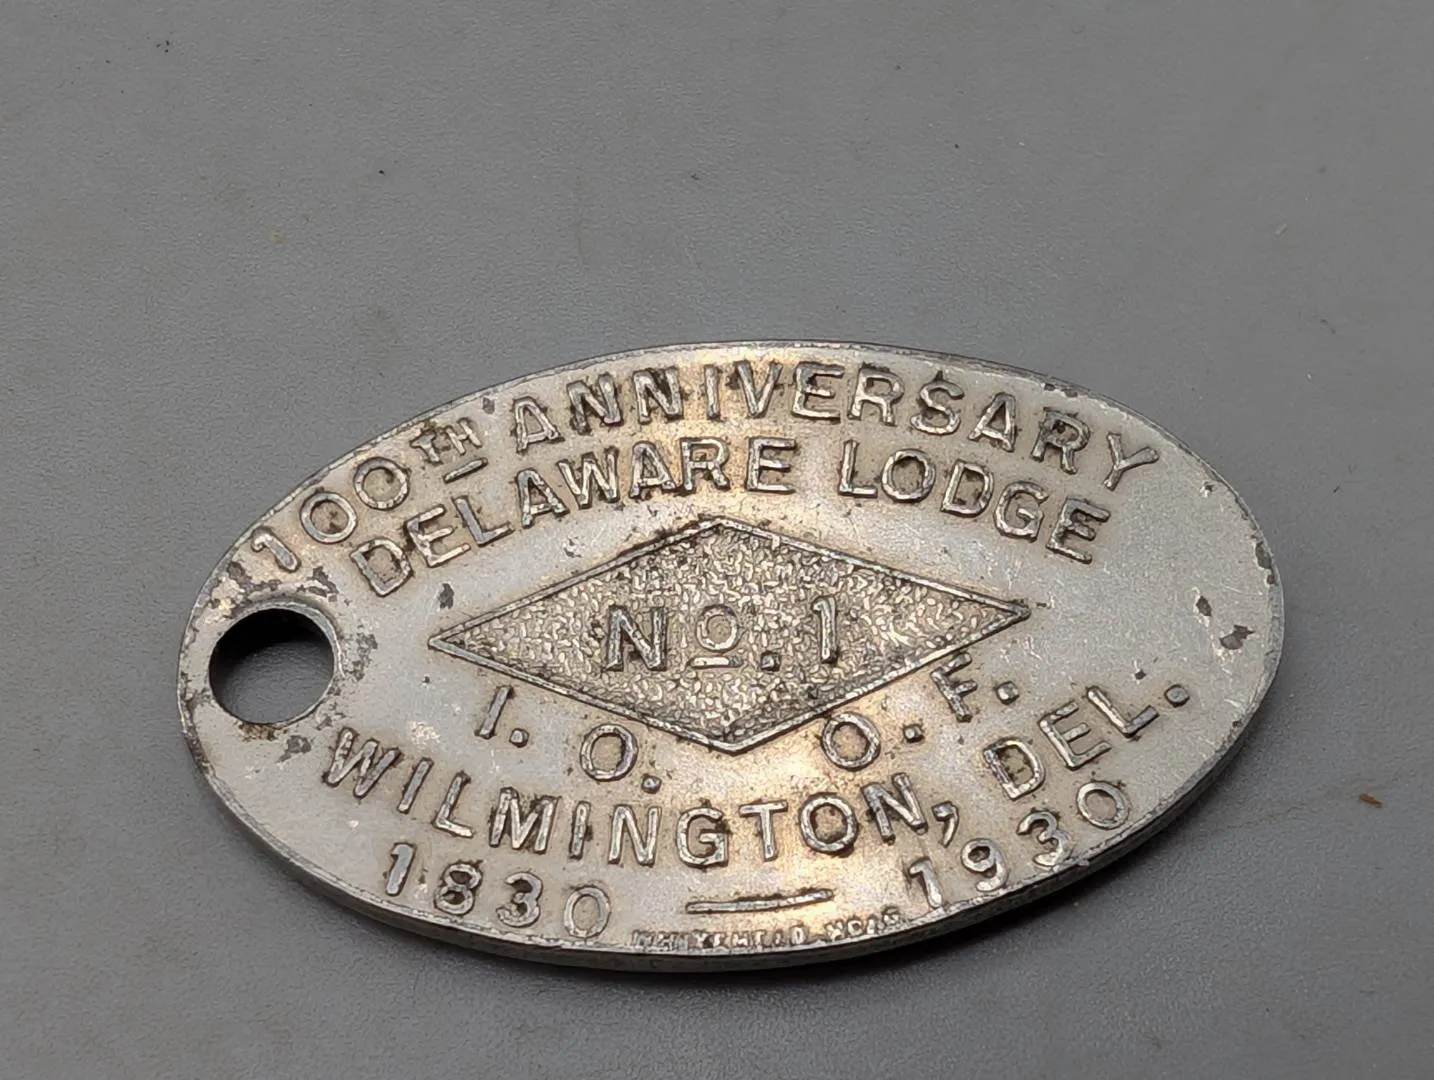 100TH ANNIVERSARY
DELAWARE LODGE
No. 1
I. O. O. F.
WILMINGTON, DEL.
1830 — 1930